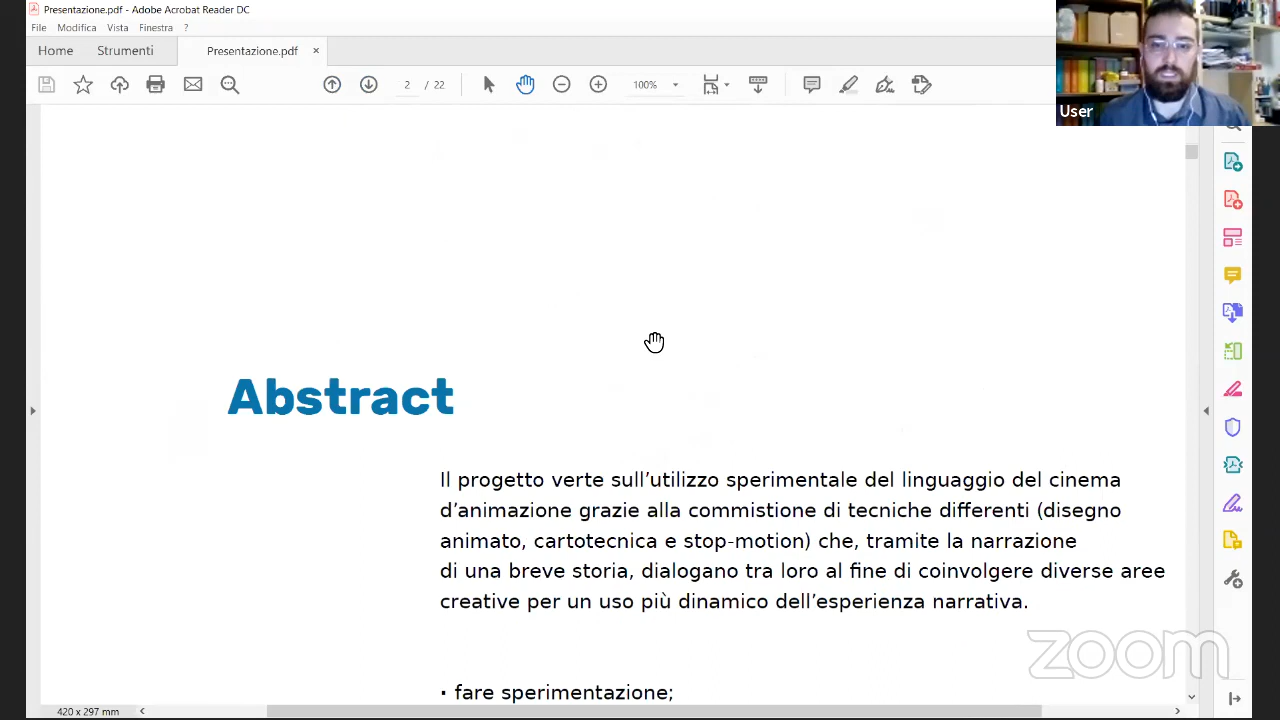 Presentazione.pdf - Adobe Acrobat Reader DC
File Modifica Vista Finestra ?
Home Strumenti Presentazione.pdf ×
2 / 22 100%
User
Abstract
Il progetto verte sull’utilizzo sperimentale del linguaggio del cinema
d’animazione grazie alla commistione di tecniche differenti (disegno
animato, cartotecnica e stop-motion) che, tramite la narrazione
di una breve storia, dialogano tra loro al fine di coinvolgere diverse aree
creative per un uso più dinamico dell’esperienza narrativa.
▪ fare sperimentazione;
zoom
420 x 297 mm